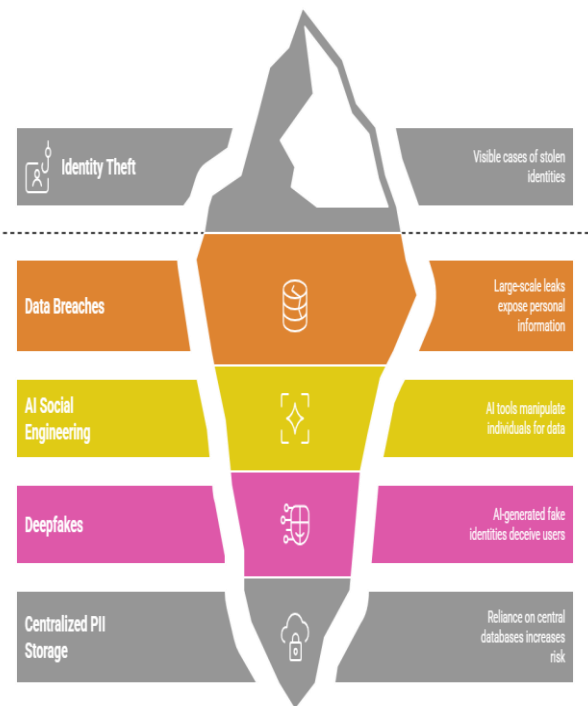 Identity Theft
Visible cases of stolen
identities
Data Breaches
Large-scale leaks
expose personal
information
AI Social
Engineering
AI tools manipulate
individuals for data
Deepfakes
AI-generated fake
identities deceive users
Centralized PII
Storage
Reliance on central
databases increases
risk